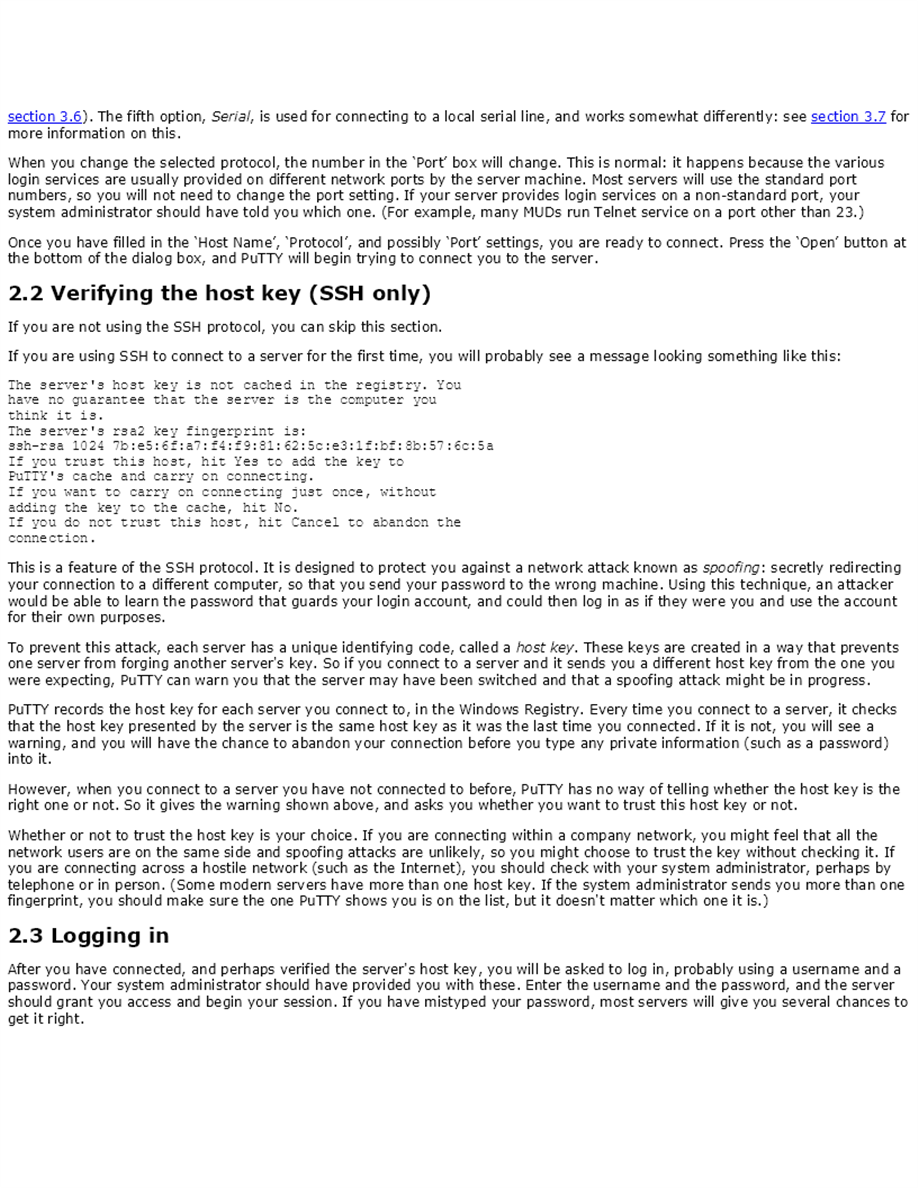 section 3.6). The fifth option, Serial, is used for connecting to a local serial line, and works somewhat differently: see section 3.7 for
more information on this.
When you change the selected protocol, the number in the `Port' box will change. This is normal: it happens because the various
login services are usually provided on different network ports by the server machine. Most servers will use the standard port
numbers, so you will not need to change the port setting. If your server provides login services on a non-standard port, your
system administrator should have told you which one. (For example, many MUDs run Telnet service on a port other than 23.)
Once you have filled in the `Host Name', `Protocol', and possibly `Port' settings, you are ready to connect. Press the `Open' button at
the bottom of the dialog box, and PuTTY will begin trying to connect you to the server.
2.2 Verifying the host key (SSH only)
If you are not using the SSH protocol, you can skip this section.
If you are using SSH to connect to a server for the first time, you will probably see a message looking something like this:
The server's host key is not cached in the registry. You
have no guarantee that the server is the computer you
think it is.
The server's rsa2 key fingerprint is:
ssh-rsa 1024 7b:e5:6f:a7:f4:f9:81:62:5c:e3:1f:bf:8b:57:6c:5a
If you trust this host, hit Yes to add the key to
PuTTY's cache and carry on connecting.
If you want to carry on connecting just once, without
adding the key to the cache, hit No.
If you do not trust this host, hit Cancel to abandon the
connection.
This is a feature of the SSH protocol. It is designed to protect you against a network attack known as spoofing: secretly redirecting
your connection to a different computer, so that you send your password to the wrong machine. Using this technique, an attacker
would be able to learn the password that guards your login account, and could then log in as if they were you and use the account
for their own purposes.
To prevent this attack, each server has a unique identifying code, called a host key. These keys are created in a way that prevents
one server from forging another server's key. So if you connect to a server and it sends you a different host key from the one you
were expecting, PuTTY can warn you that the server may have been switched and that a spoofing attack might be in progress.
PuTTY records the host key for each server you connect to, in the Windows Registry. Every time you connect to a server, it checks
that the host key presented by the server is the same host key as it was the last time you connected. If it is not, you will see a
warning, and you will have the chance to abandon your connection before you type any private information (such as a password)
into it.
However, when you connect to a server you have not connected to before, PuTTY has no way of telling whether the host key is the
right one or not. So it gives the warning shown above, and asks you whether you want to trust this host key or not.
Whether or not to trust the host key is your choice. If you are connecting within a company network, you might feel that all the
network users are on the same side and spoofing attacks are unlikely, so you might choose to trust the key without checking it. If
you are connecting across a hostile network (such as the Internet), you should check with your system administrator, perhaps by
telephone or in person. (Some modern servers have more than one host key. If the system administrator sends you more than one
fingerprint, you should make sure the one PuTTY shows you is on the list, but it doesn't matter which one it is.)
2.3 Logging in
After you have connected, and perhaps verified the server's host key, you will be asked to log in, probably using a username and a
password. Your system administrator should have provided you with these. Enter the username and the password, and the server
should grant you access and begin your session. If you have mistyped your password, most servers will give you several chances to
get it right.